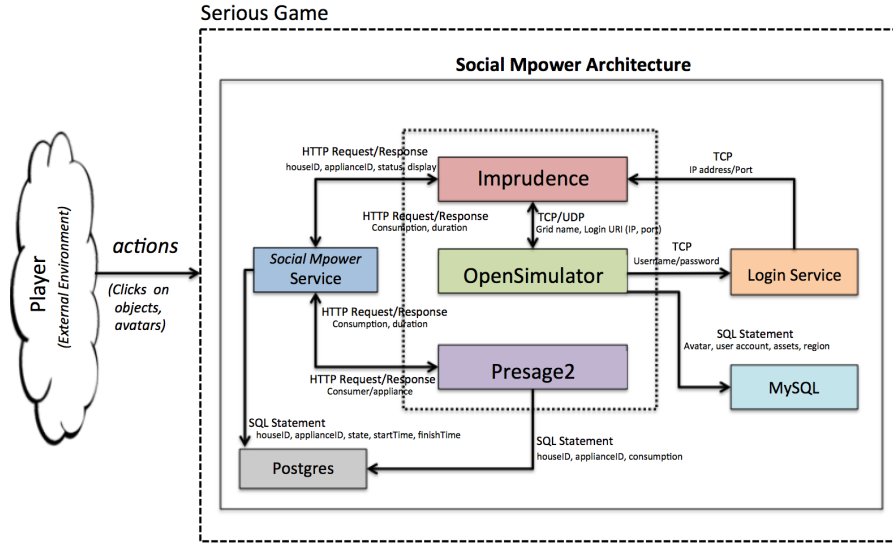 Serious Game
Social Mpower Architecture
HTTP Request/Response
houseID, applianceID, status, display
TCP
IP address/Port
Imprudence
HTTP Request/Response
Consumption, duration
TCP/UDP
Grid name, Login URI (IP, port)
Player
(External Environment)
actions
(Clicks on
objects,
avatars)
Social Mpower
Service
OpenSimulator
TCP
Username/password
Login Service
HTTP Request/Response
Consumption, duration
SQL Statement
Avatar, user account, assets, region
HTTP Request/Response
Consumer/appliance
Presage2
MySQL
SQL Statement
houseID, applianceID, state, startTime, finishTime
SQL Statement
houseID, applianceID, consumption
Postgres